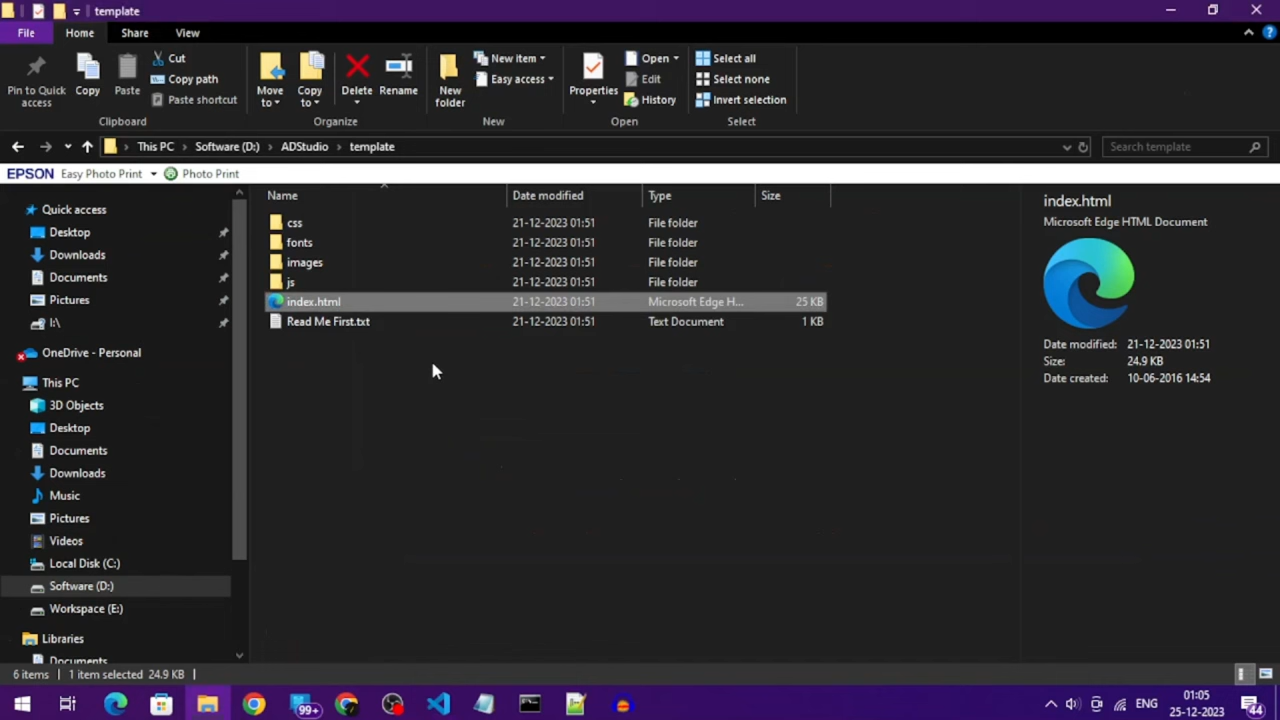 template
File Home Share View
Pin to Quick access
Copy
Paste
Cut
Copy path
Paste shortcut
Clipboard
Move to
Copy to
Delete
Rename
Organize
New folder
New item
Easy access
New
Properties
Open
Edit
History
Open
Select all
Select none
Invert selection
Select
This PC > Software (D:) > ADStudio > template
Search template
EPSON Easy Photo Print Photo Print
Quick access
Desktop
Downloads
Documents
Pictures
I:\
OneDrive - Personal
This PC
3D Objects
Desktop
Documents
Downloads
Music
Pictures
Videos
Local Disk (C:)
Software (D:)
Workspace (E:)
Libraries
Documents
Name Date modified Type Size
css 21-12-2023 01:51 File folder
fonts 21-12-2023 01:51 File folder
images 21-12-2023 01:51 File folder
js 21-12-2023 01:51 File folder
index.html 21-12-2023 01:51 Microsoft Edge H... 25 KB
Read Me First.txt 21-12-2023 01:51 Text Document 1 KB
index.html
Microsoft Edge HTML Document
Date modified: 21-12-2023 01:51
Size: 24.9 KB
Date created: 10-06-2016 14:54
6 items 1 item selected 24.9 KB
99+
ENG
01:05
25-12-2023
44